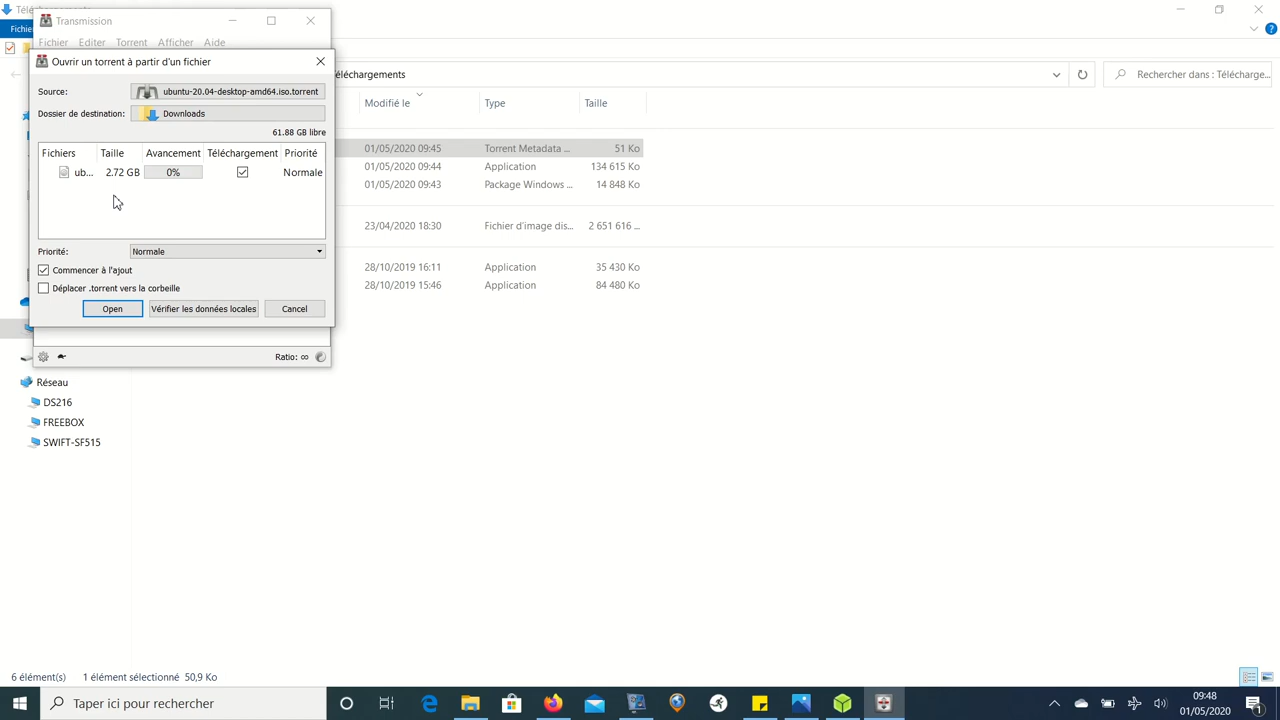 Téléchargements
Transmission
Fichier
Fichier Editer Torrent Afficher Aide
Ouvrir un torrent à partir d'un fichier
Téléchargements
Rechercher dans : Télécharge...
Source: ubuntu-20.04-desktop-amd64.iso.torrent
Dossier de destination: Downloads
61.88 GB libre
Modifié le Type Taille
Fichiers Taille Avancement Téléchargement Priorité
ub... 2.72 GB 0% Normale
01/05/2020 09:45 Torrent Metadata ... 51 Ko
01/05/2020 09:44 Application 134 615 Ko
01/05/2020 09:43 Package Windows ... 14 848 Ko
23/04/2020 18:30 Fichier d'image dis... 2 651 616 ...
28/10/2019 16:11 Application 35 430 Ko
28/10/2019 15:46 Application 84 480 Ko
Priorité: Normale
Commencer à l'ajout
Déplacer .torrent vers la corbeille
Open Vérifier les données locales Cancel
Ratio: ∞
Réseau
DS216
FREEBOX
SWIFT-SF515
6 élément(s) 1 élément sélectionné 50,9 Ko
Taper ici pour rechercher
09:48
01/05/2020
1